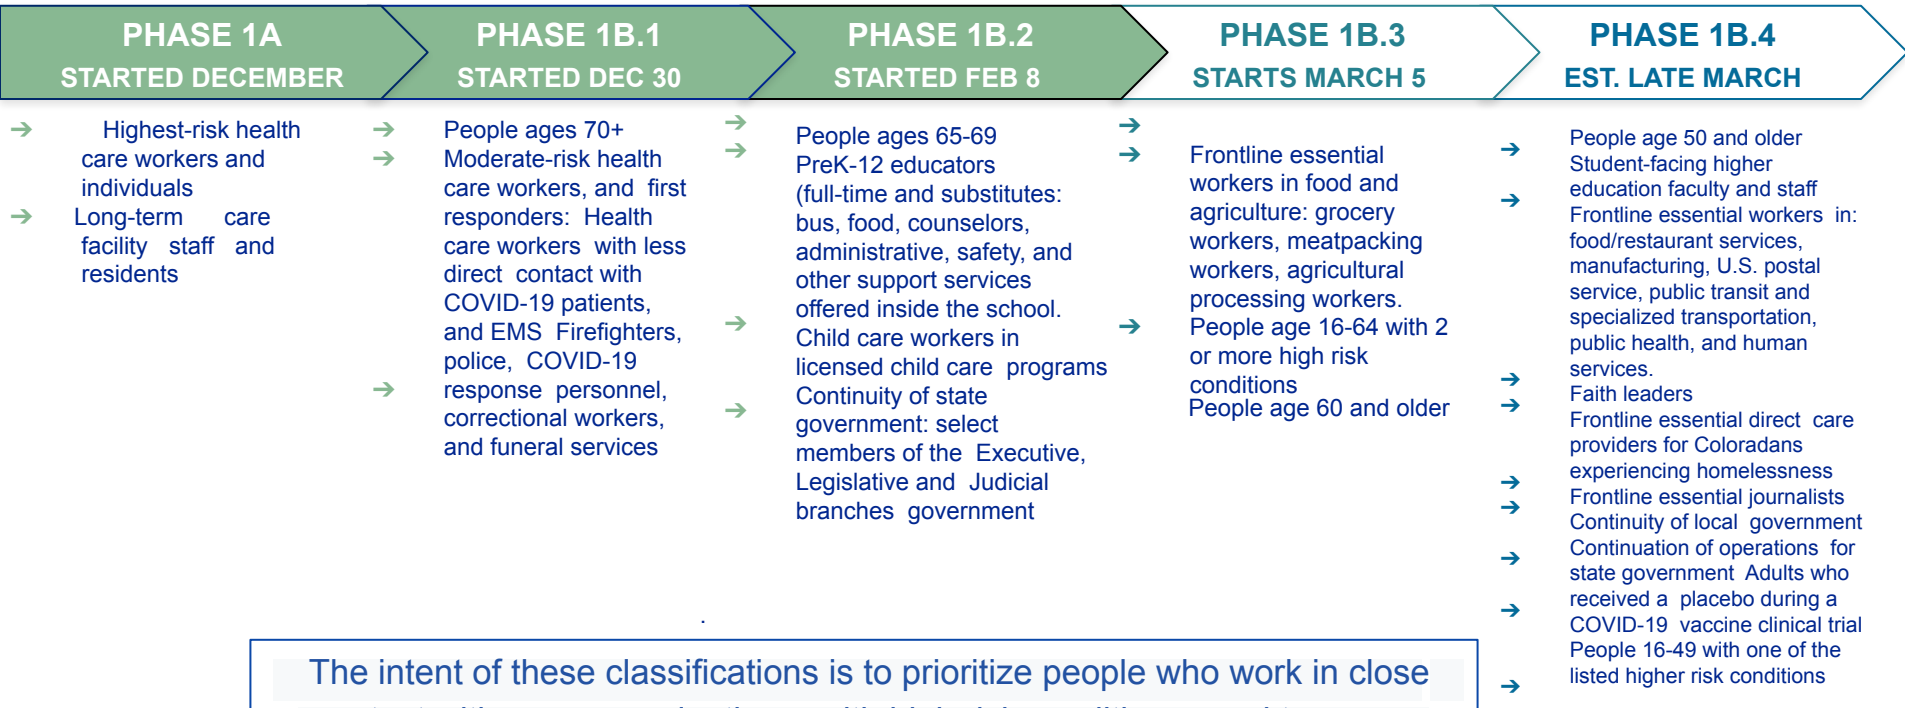 PHASE 1A
STARTED DECEMBER
PHASE 1B.1
STARTED DEC 30
PHASE 1B.2
STARTED FEB 8
PHASE 1B.3
STARTS MARCH 5
PHASE 1B.4
EST. LATE MARCH
➔ Highest-risk health
care workers and
individuals
➔ Long-term care
facility staff and
residents
➔ People ages 70+
➔ Moderate-risk health
care workers, and first
responders: Health
care workers with less
direct contact with
COVID-19 patients,
and EMS Firefighters,
police, COVID-19
➔ response personnel,
correctional workers,
and funeral services
➔ People ages 65-69
➔ PreK-12 educators
(full-time and substitutes:
bus, food, counselors,
administrative, safety, and
other support services
offered inside the school.
➔ Child care workers in
licensed child care programs
Continuity of state
➔ government: select
members of the Executive,
Legislative and Judicial
branches government
.
➔
➔ Frontline essential
workers in food and
agriculture: grocery
workers, meatpacking
workers, agricultural
processing workers.
➔ People age 16-64 with 2
or more high risk
conditions
People age 60 and older
People age 50 and older
➔ Student-facing higher
education faculty and staff
➔ Frontline essential workers in:
food/restaurant services,
manufacturing, U.S. postal
service, public transit and
specialized transportation,
public health, and human
services.
➔ Faith leaders
➔ Frontline essential direct care
providers for Coloradans
experiencing homelessness
➔ Frontline essential journalists
➔ Continuity of local government
Continuation of operations for
➔ state government Adults who
received a placebo during a
➔ COVID-19 vaccine clinical trial
People 16-49 with one of the
➔ listed higher risk conditions
The intent of these classifications is to prioritize people who work in close